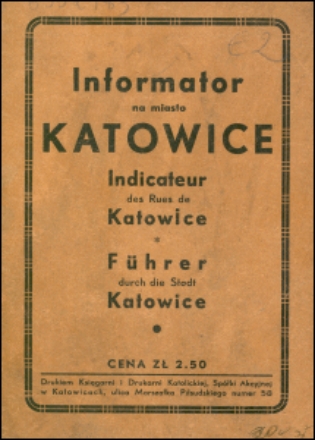 Informator
na miasto
KATOWICE
Indicateur
des Rues de
Katowice
Führer
durch die Stadt
Katowice
CENA ZŁ 2.50
Drukiem Księgarni i Drukarni Katolickiej, Spółki Akcyjnej
w Katowicach, ulica Marszałka Piłsudskiego numer 58